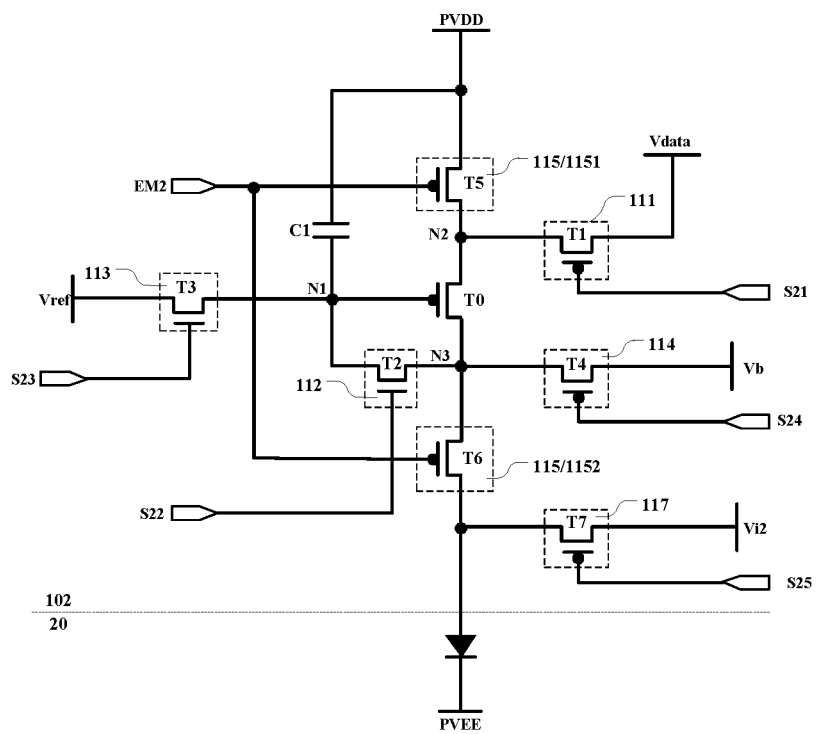 PVDD
Vdata
115/1151
EM2
T5
111
C1
N2
T1
113
T3
N1
Vref
T0
S21
T2
N3
T4
114
Vb
S23
112
S24
T6
115/1152
S22
T7
117
Vi2
S25
102
20
PVEE